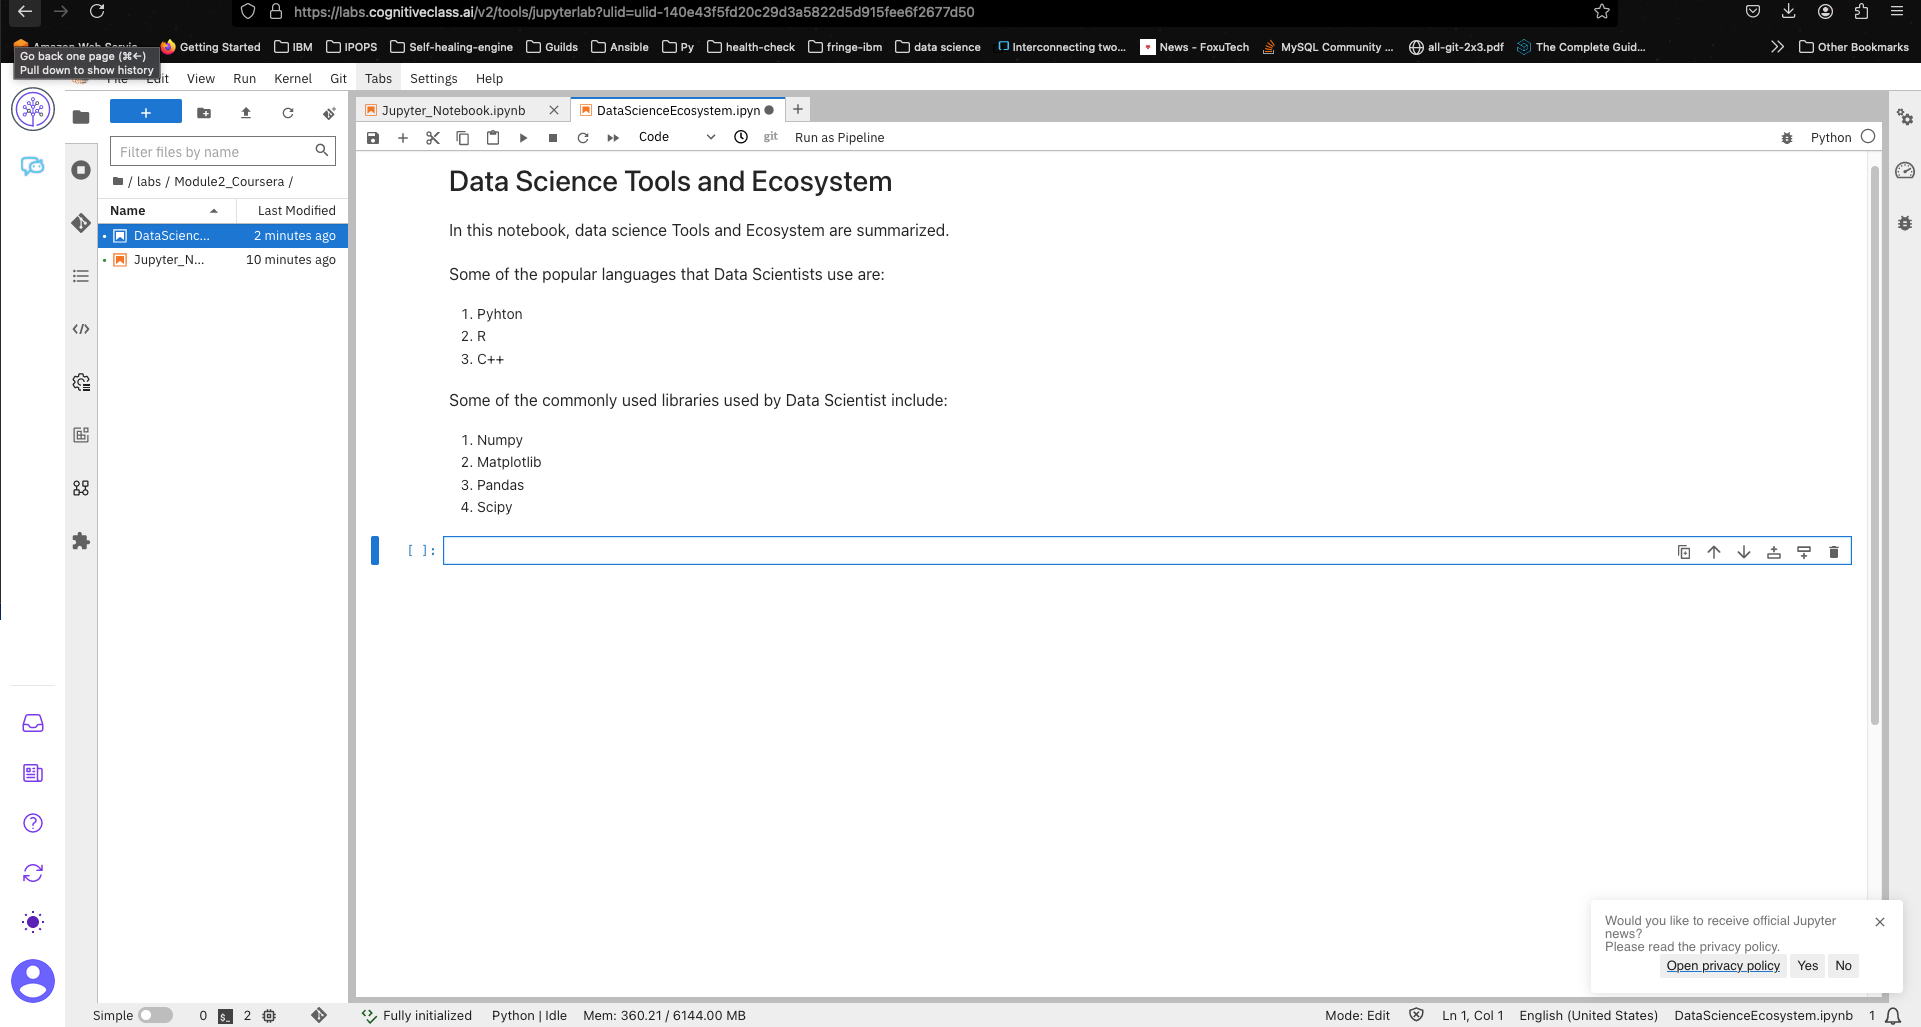 https://labs.cognitiveclass.ai/v2/tools/jupyterlab?ulid=ulid-140e43f5fd20c29d3a5822d5d915fee6f2677d50
Getting Started IBM IPOPS Self-healing-engine Guilds Ansible Py health-check fringe-ibm data science Interconnecting two... News - FoxuTech MySQL Community ... all-git-2x3.pdf The Complete Guid... Other Bookmarks
Go back one page (⌘←)
Pull down to show history
File Edit View Run Kernel Git Tabs Settings Help
Jupyter_Notebook.ipynb DataScienceEcosystem.ipyn
Code git Run as Pipeline Python
Filter files by name
/ labs / Module2_Coursera /
Name Last Modified
DataScienc... 2 minutes ago
Jupyter_N... 10 minutes ago
Data Science Tools and Ecosystem
In this notebook, data science Tools and Ecosystem are summarized.
Some of the popular languages that Data Scientists use are:
1. Pyhton
2. R
3. C++
Some of the commonly used libraries used by Data Scientist include:
1. Numpy
2. Matplotlib
3. Pandas
4. Scipy
[ ]:
Would you like to receive official Jupyter
news?
Please read the privacy policy.
Open privacy policy Yes No
Simple 0 $_ 2 Fully initialized Python | Idle Mem: 360.21 / 6144.00 MB Mode: Edit Ln 1, Col 1 English (United States) DataScienceEcosystem.ipynb 1